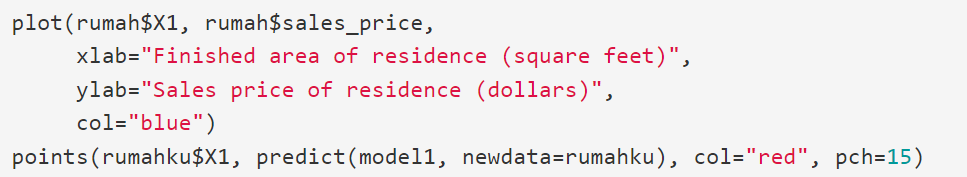 plot(rumah$X1, rumah$sales_price,
     xlab="Finished area of residence (square feet)",
     ylab="Sales price of residence (dollars)",
     col="blue")
points(rumahku$X1, predict(model1, newdata=rumahku), col="red", pch=15)